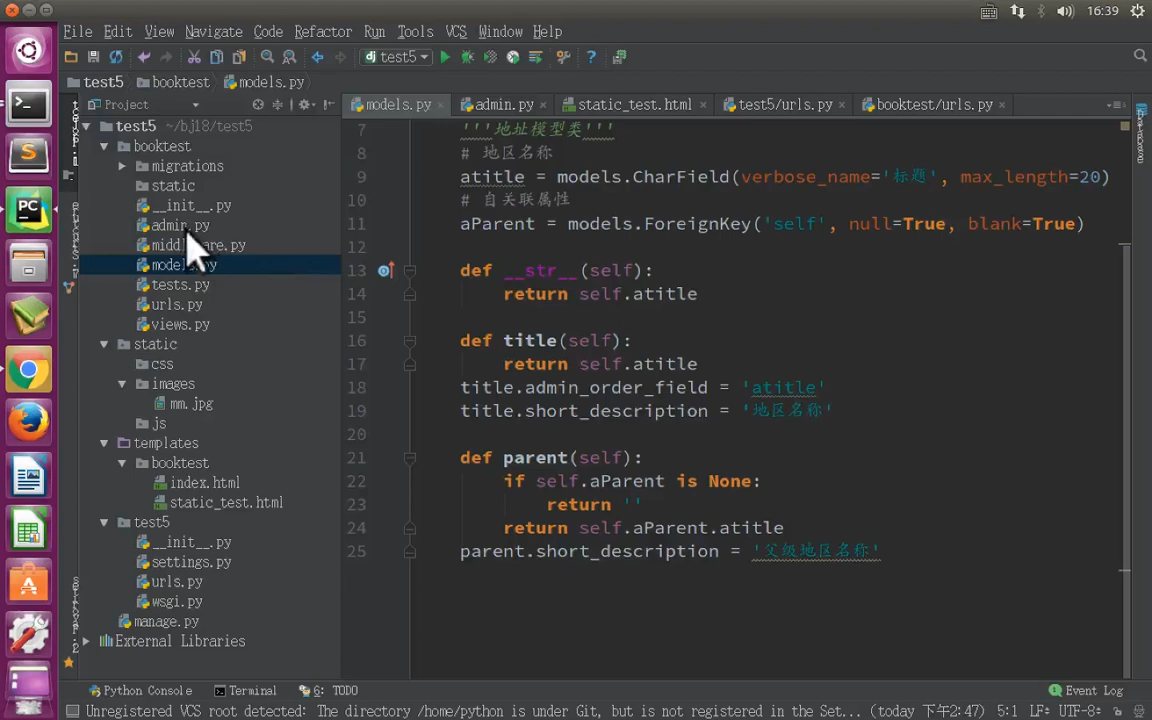 16:39
File Edit View Navigate Code Refactor Run Tools VCS Window Help
dj test5
test5 booktest models.py
Project
models.py admin.py static_test.html test5/urls.py booktest/urls.py
test5 ~/bj18/test5
booktest
migrations
static
__init__.py
admin.py
models.py
tests.py
urls.py
views.py
static
css
images
mm.jpg
js
templates
booktest
index.html
static_test.html
test5
__init__.py
settings.py
urls.py
wsgi.py
manage.py
External Libraries
7 '''地址模型类'''
8 # 地区名称
9 atitle = models.CharField(verbose_name='标题', max_length=20)
10 # 自关联属性
11 aParent = models.ForeignKey('self', null=True, blank=True)
12
13 def __str__(self):
14 return self.atitle
15
16 def title(self):
17 return self.atitle
18 title.admin_order_field = 'atitle'
19 title.short_description = '地区名称'
20
21 def parent(self):
22 if self.aParent is None:
23 return ''
24 return self.aParent.atitle
25 parent.short_description = '父级地区名称'
Python Console Terminal 6: TODO Event Log
Unregistered VCS root detected: The directory /home/python is under Git, but is not registered in the Set... (today 下午2:47) 5:1 LF÷ UTF-8÷